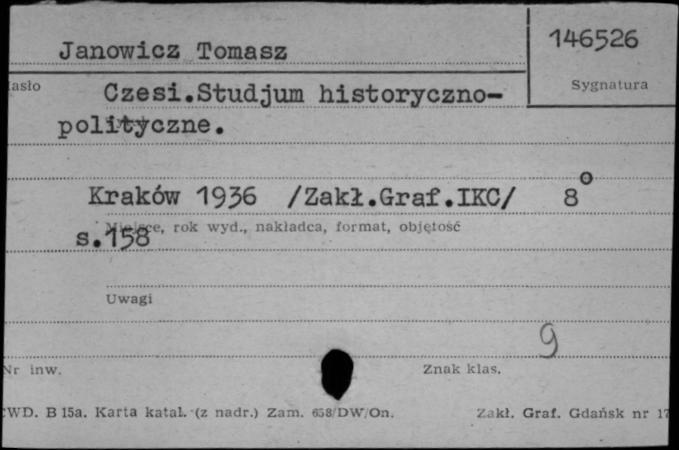 Janowicz Tomasz
146526
Sygnatura
Czesi.Studjum historyczno-
polityczne.
Kraków 1936 /Zakł.Graf.IKC/ 8°
Miejsce, rok wyd., nakładca, format, objętość
s.158
Uwagi
9
Nr inw.
Znak klas.
WD. B 15a. Karta katal. (z nadr.) Zam. 658/DW/On.
Zakł. Graf. Gdańsk nr 17